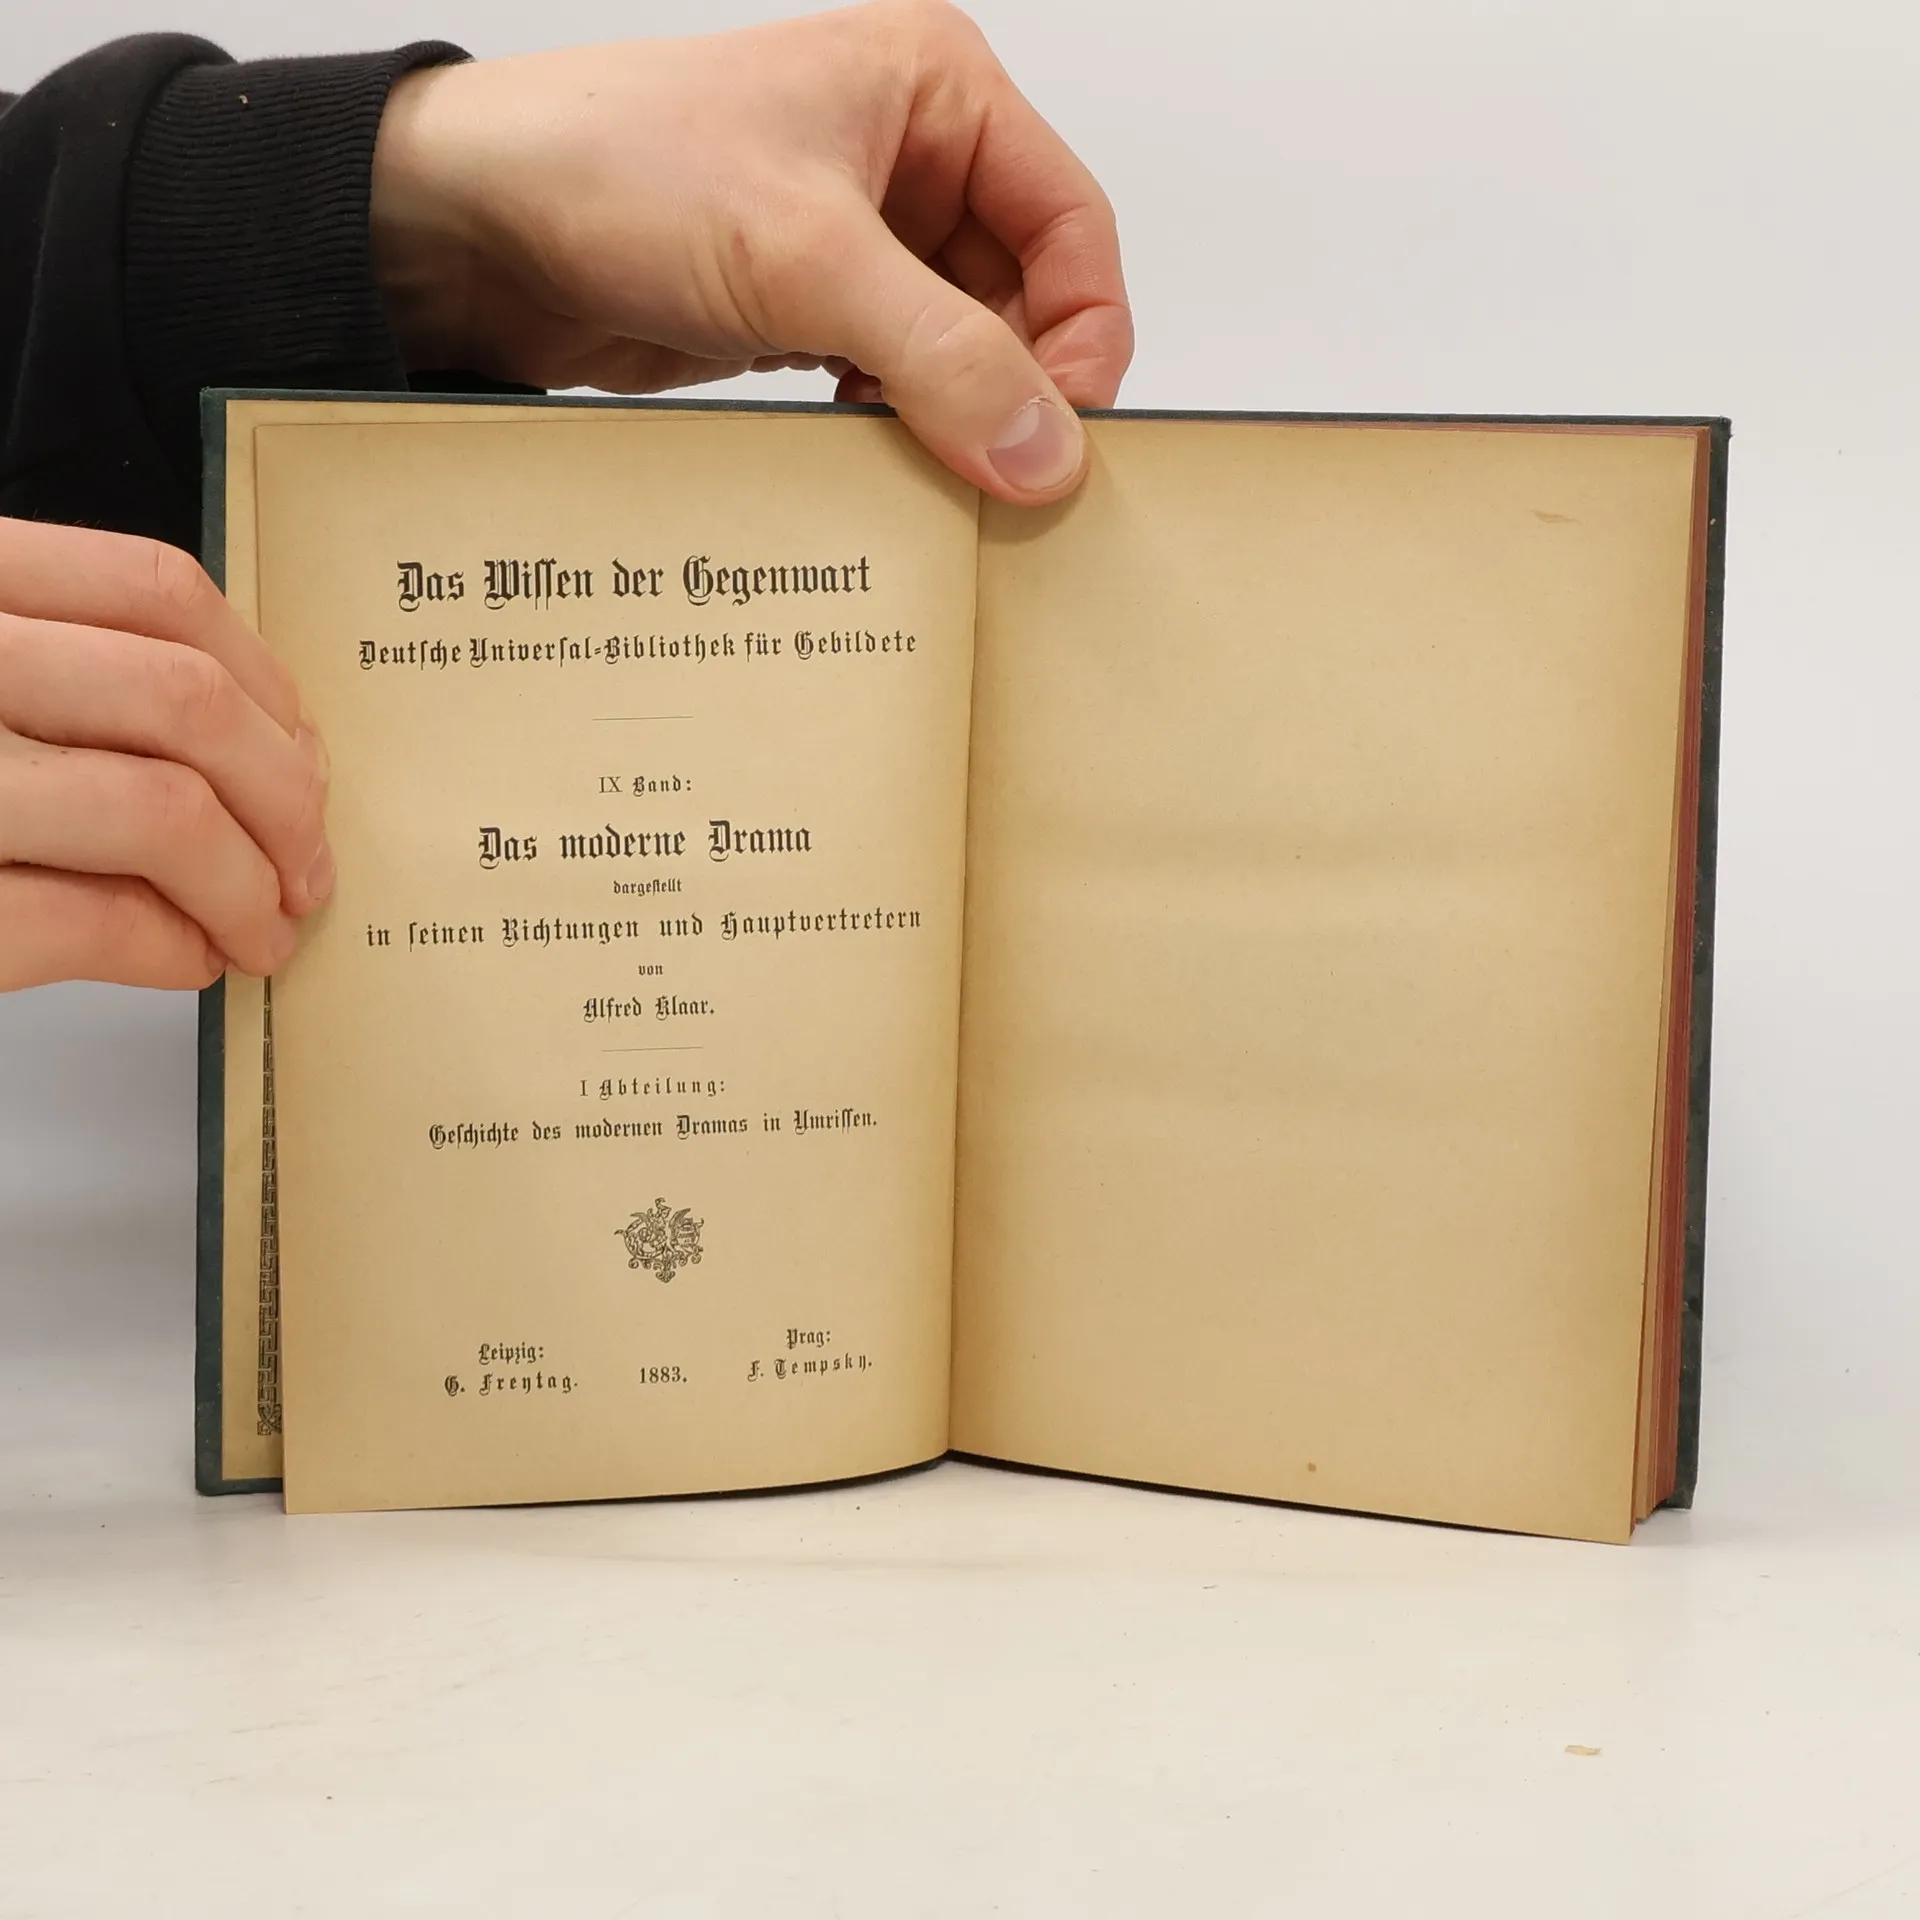 Das Wiſſen der Gegenwart
Deutſche Univerſal-Bibliothek für Gebildete
IX Band:
Das moderne Drama
dargeſtellt
in ſeinen Richtungen und Hauptvertretern
von
Alfred Klaar.
I Abteilung:
Geſchichte des modernen Dramas in Umriſſen.
Leipzig:
G. Freytag.
1883.
Prag:
F. Tempsky.